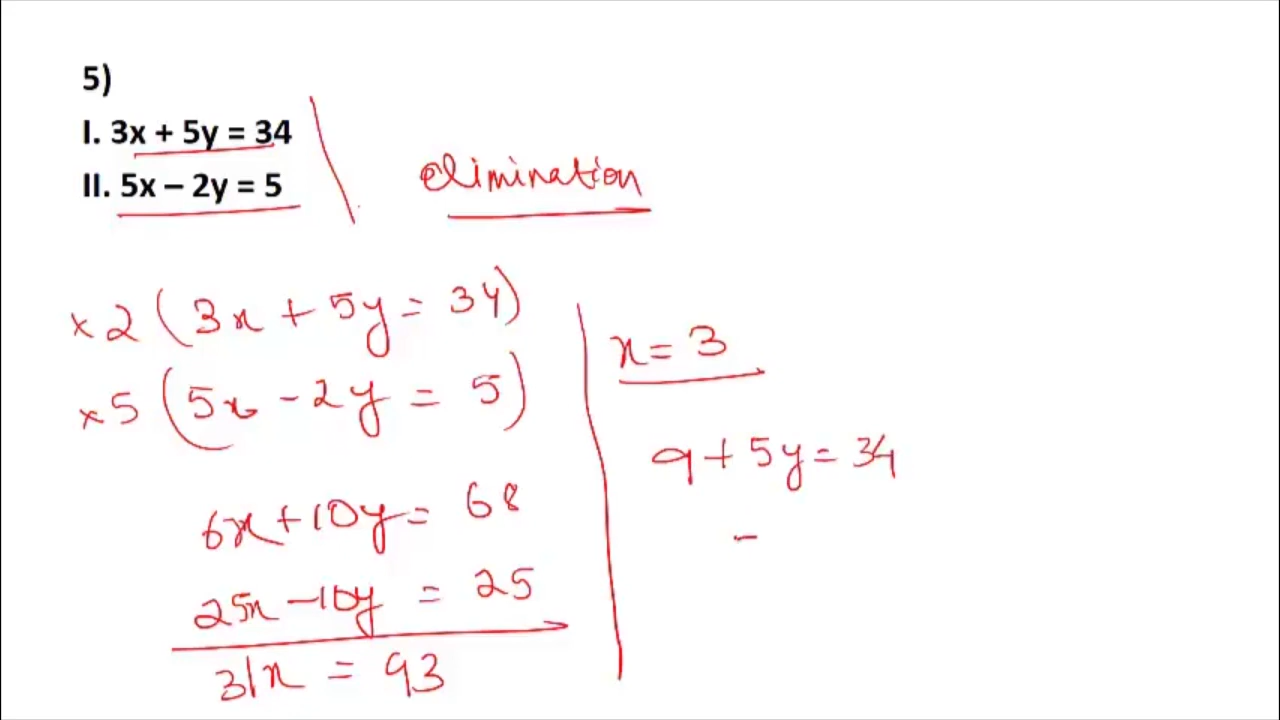 5)
I. 3x + 5y = 34
II. 5x – 2y = 5
elimination
×2 (3x + 5y = 34)
×5 (5x - 2y = 5)
6x + 10y = 68
25x - 10y = 25
31x = 93
x = 3
9 + 5y = 34